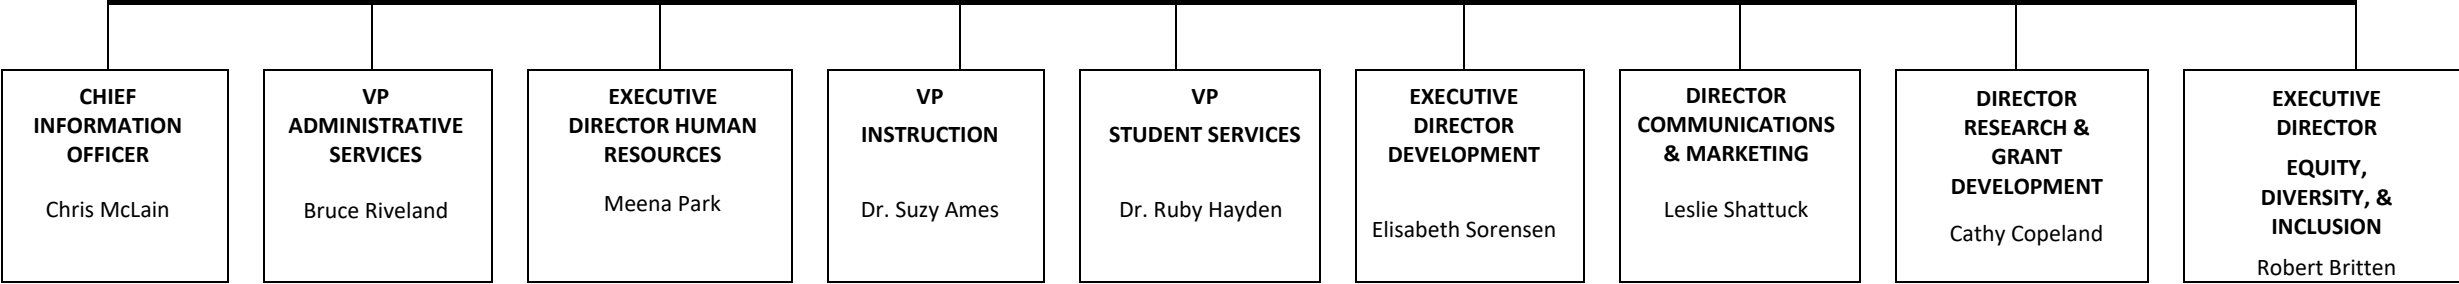 CHIEF
INFORMATION
OFFICER
Chris McLain
VP
ADMINISTRATIVE
SERVICES
Bruce Riveland
EXECUTIVE
DIRECTOR HUMAN
RESOURCES
Meena Park
VP
INSTRUCTION
Dr. Suzy Ames
VP
STUDENT SERVICES
Dr. Ruby Hayden
EXECUTIVE
DIRECTOR
DEVELOPMENT
Elisabeth Sorensen
DIRECTOR
COMMUNICATIONS
& MARKETING
Leslie Shattuck
DIRECTOR
RESEARCH &
GRANT
DEVELOPMENT
Cathy Copeland
EXECUTIVE
DIRECTOR
EQUITY,
DIVERSITY, &
INCLUSION
Robert Britten